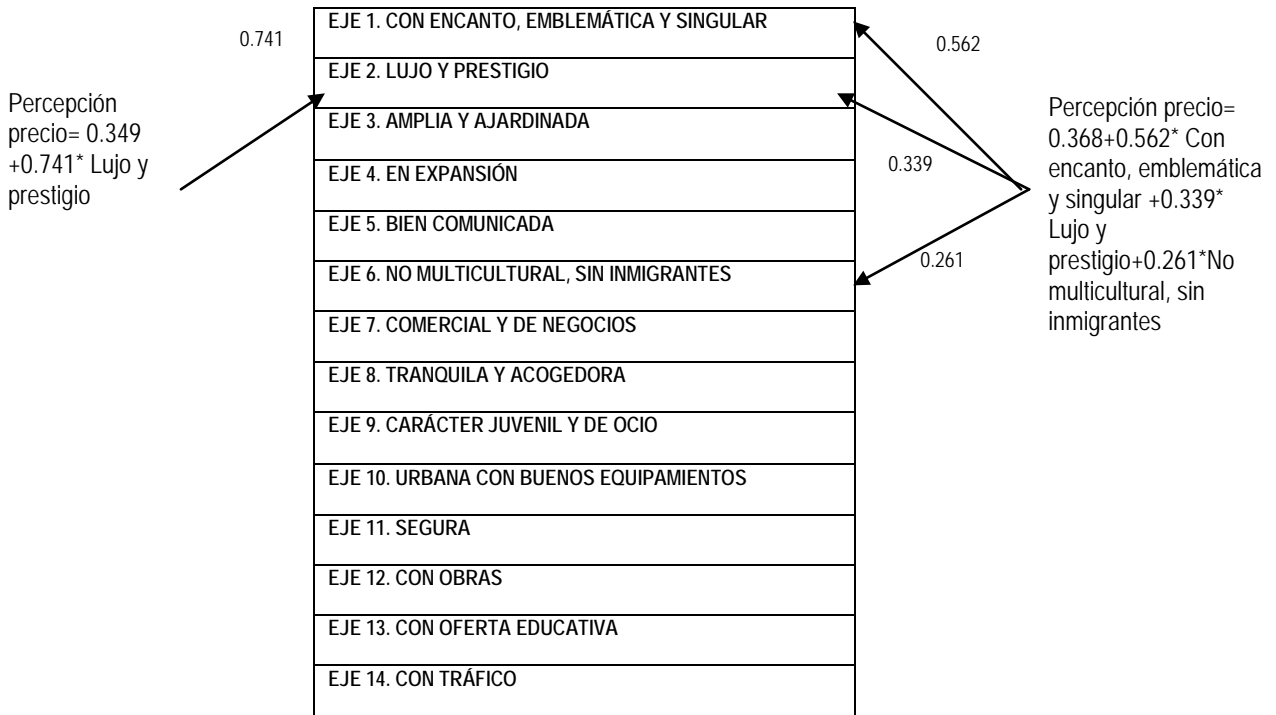 0.741
Percepción
precio= 0.349
+0.741* Lujo y
prestigio
EJE 1. CON ENCANTO, EMBLEMÁTICA Y SINGULAR
EJE 2. LUJO Y PRESTIGIO
EJE 3. AMPLIA Y AJARDINADA
EJE 4. EN EXPANSIÓN
EJE 5. BIEN COMUNICADA
EJE 6. NO MULTICULTURAL, SIN INMIGRANTES
EJE 7. COMERCIAL Y DE NEGOCIOS
EJE 8. TRANQUILA Y ACOGEDORA
EJE 9. CARÁCTER JUVENIL Y DE OCIO
EJE 10. URBANA CON BUENOS EQUIPAMIENTOS
EJE 11. SEGURA
EJE 12. CON OBRAS
EJE 13. CON OFERTA EDUCATIVA
EJE 14. CON TRÁFICO
0.562
0.339
0.261
Percepción precio=
0.368+0.562* Con
encanto, emblemática
y singular +0.339*
Lujo y
prestigio+0.261*No
multicultural, sin
inmigrantes